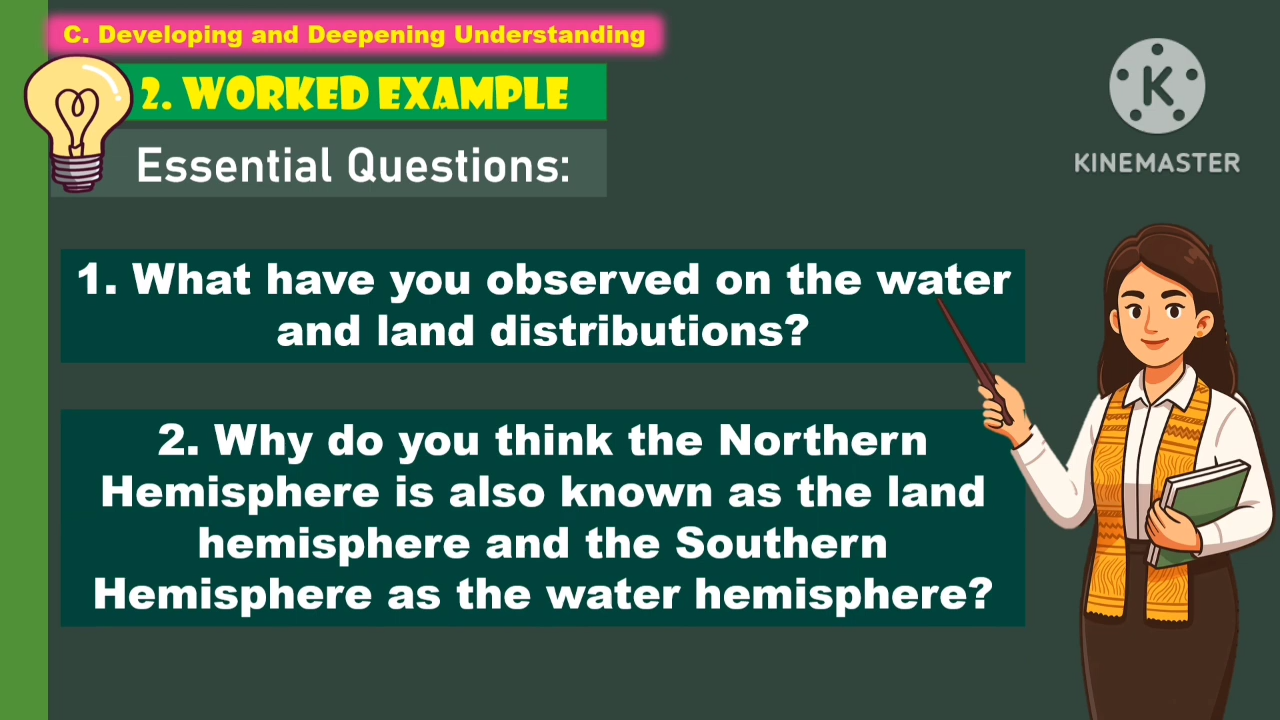 C. Developing and Deepening Understanding
2. WORKED EXAMPLE
Essential Questions:
K
KINEMASTER
1. What have you observed on the water
and land distributions?
2. Why do you think the Northern
Hemisphere is also known as the land
hemisphere and the Southern
Hemisphere as the water hemisphere?